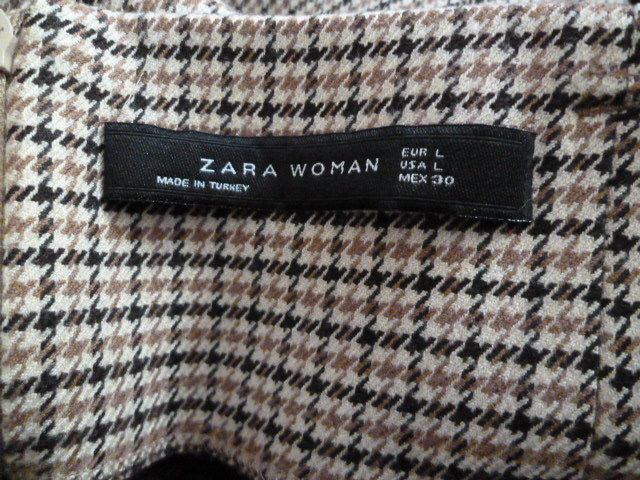 ZARA WOMAN
MADE IN TURKEY
EUR L
USA L
MEX 30